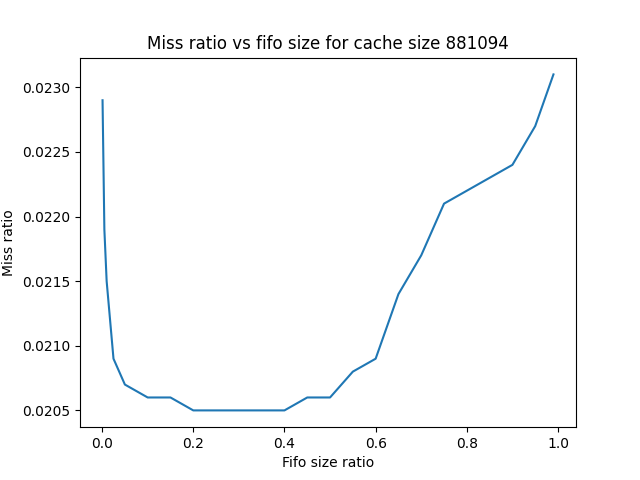 Miss ratio vs fifo size for cache size 881094
0.0230
0.0225
0.0220
0.0215
0.0210
0.0205
Miss ratio
0.0 0.2 0.4 0.6 0.8 1.0
Fifo size ratio